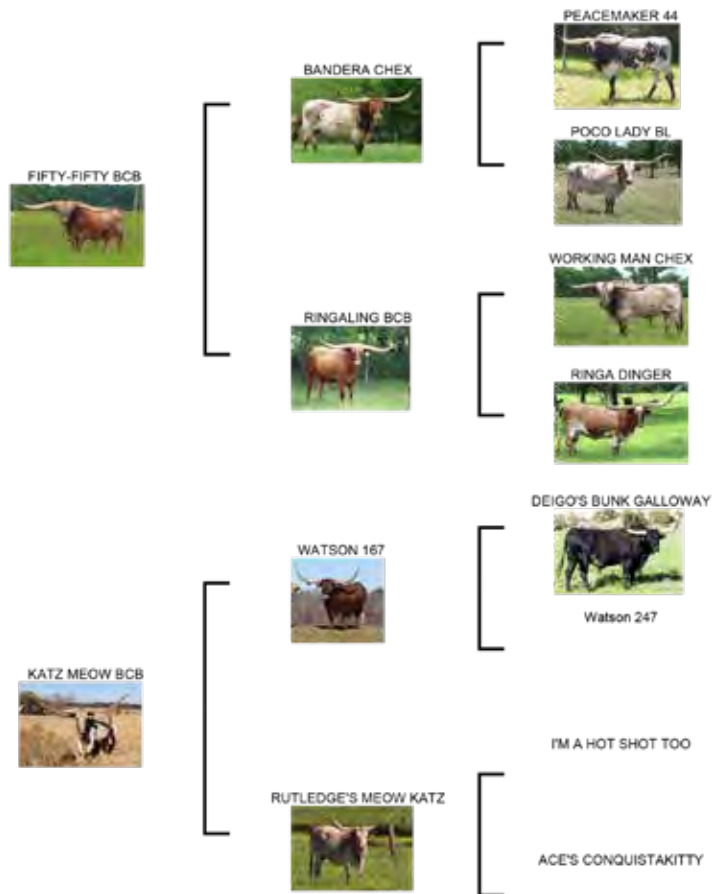 PEACEMAKER 44
BANDERA CHEX
POCO LADY BL
FIFTY-FIFTY BCB
WORKING MAN CHEX
RINGALING BCB
RINGA DINGER
DEIGO'S BUNK GALLOWAY
WATSON 167
Watson 247
KATZ MEOW BCB
I'M A HOT SHOT TOO
RUTLEDGE'S MEOW KATZ
ACE'S CONQUISTAKITTY